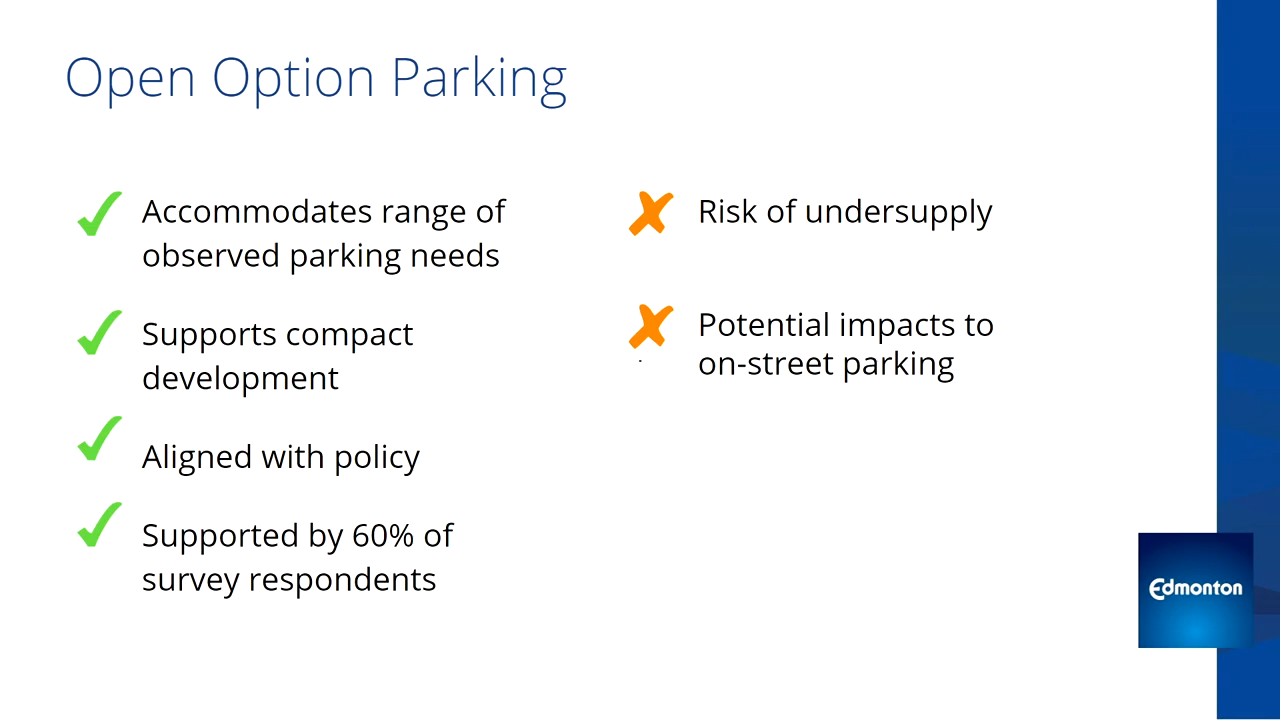 Open Option Parking
Accommodates range of
observed parking needs
Supports compact
development
Aligned with policy
Supported by 60% of
survey respondents
Risk of undersupply
Potential impacts to
on-street parking
Edmonton